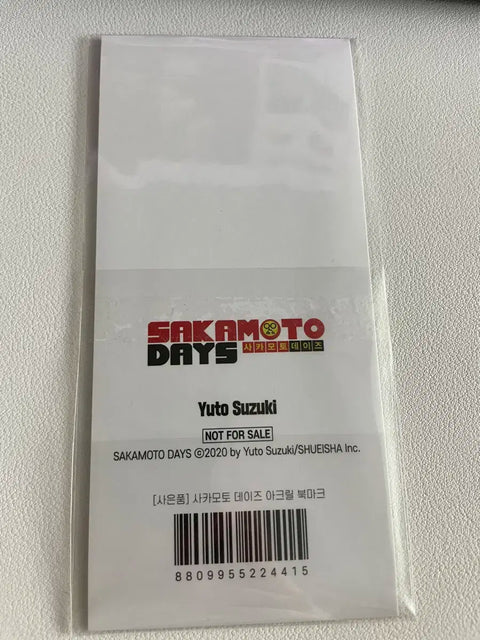 SAKAMOTO
DAYS 사카모토데이즈
Yuto Suzuki
NOT FOR SALE
SAKAMOTO DAYS ©2020 by Yuto Suzuki/SHUEISHA Inc.
[사은품] 사카모토 데이즈 아크릴 북마크
8809955224415